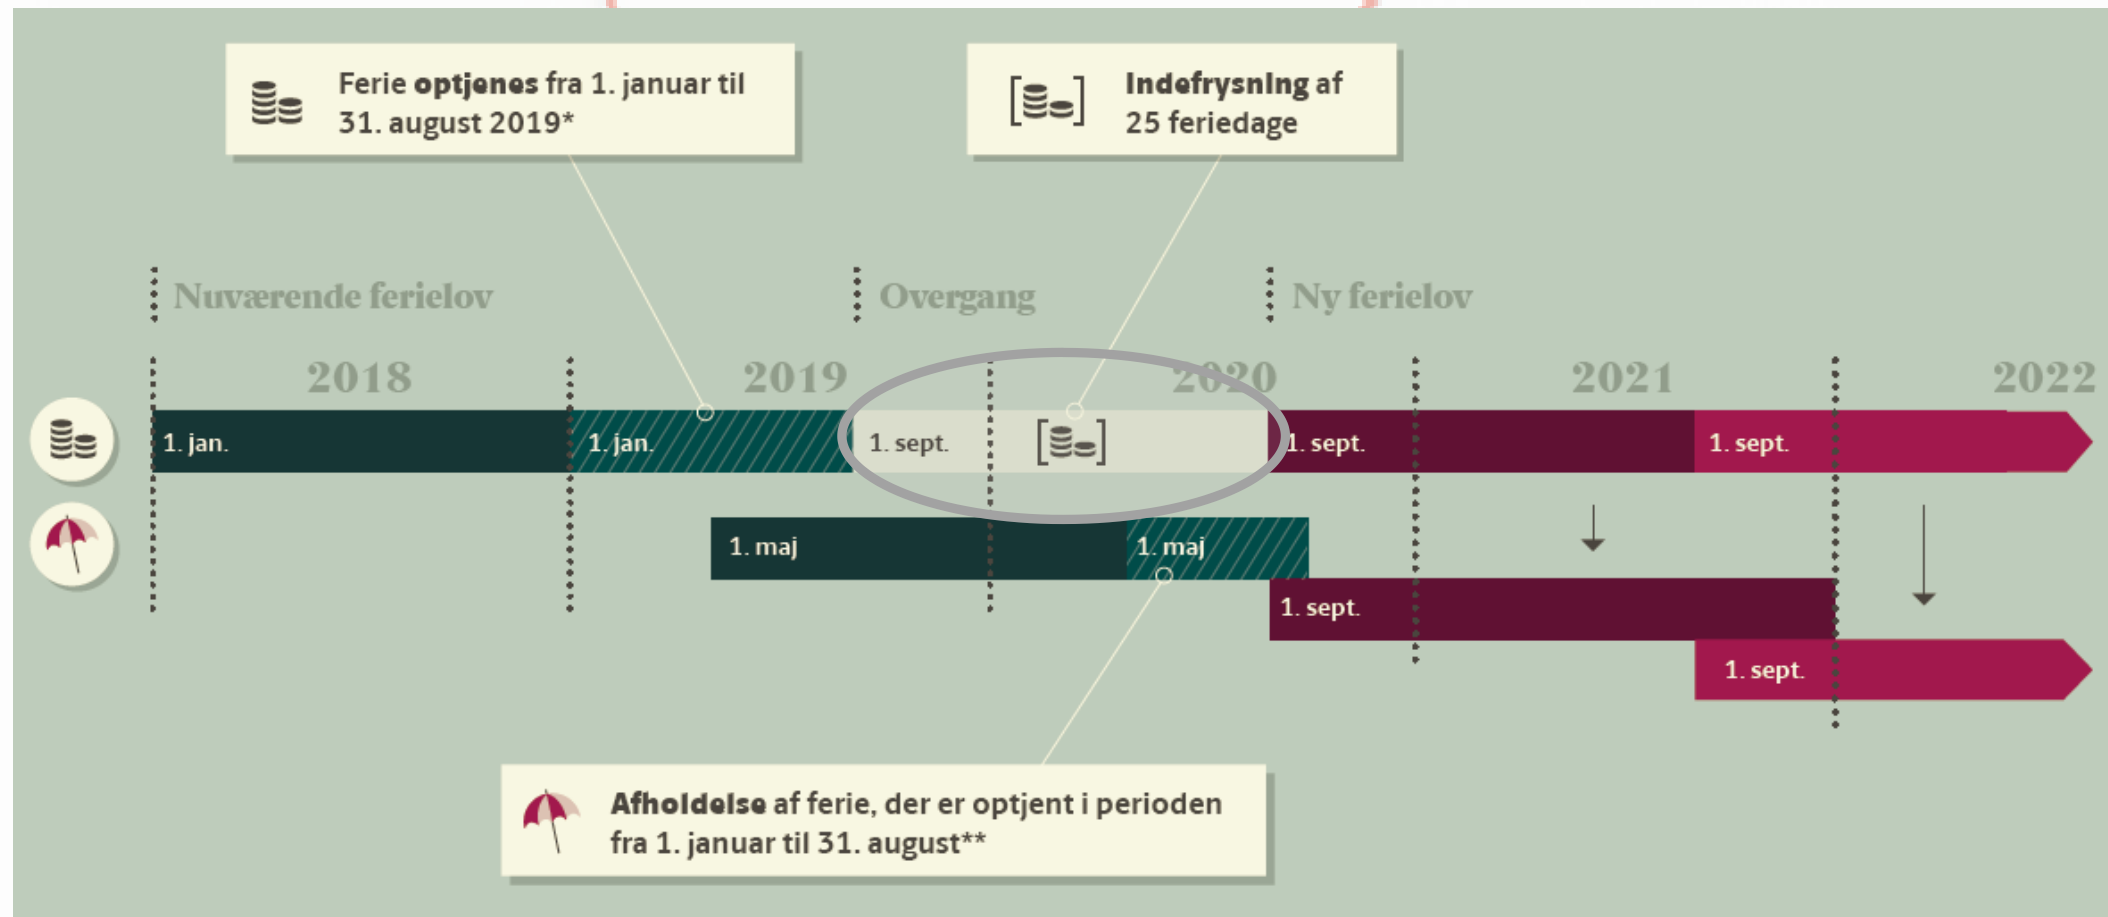 Ferie optjenes fra 1. januar til
31. august 2019*
Indefrysning af
25 feriedage
Nuværende ferielov
Overgang
Ny ferielov
2018
2019
2020
2021
2022
1. jan.
1. jan.
1. sept.
1. sept.
1. sept.
1. maj
1. maj
1. sept.
1. sept.
Afholdelse af ferie, der er optjent i perioden
fra 1. januar til 31. august**